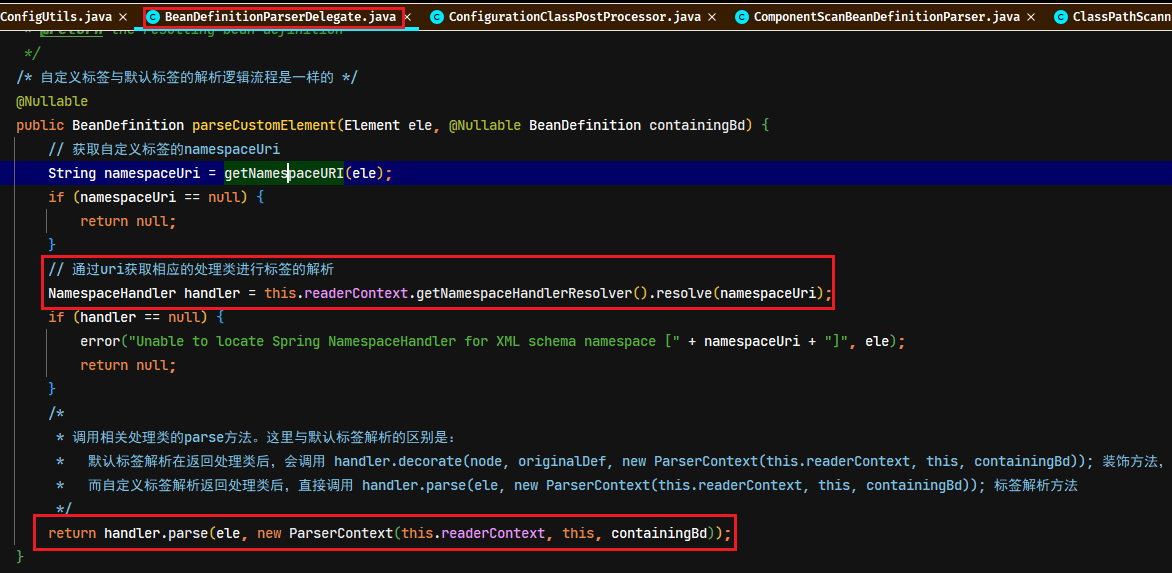 ConfigUtils.java × BeanDefinitionParserDelegate.java × ConfigurationClassPostProcessor.java × ComponentScanBeanDefinitionParser.java × ClassPathScann
* @return the resulting bean definition
*/
/* 自定义标签与默认标签的解析逻辑流程是一样的 */
@Nullable
public BeanDefinition parseCustomElement(Element ele, @Nullable BeanDefinition containingBd) {
// 获取自定义标签的namespaceUri
String namespaceUri = getNamespaceURI(ele);
if (namespaceUri == null) {
return null;
}
// 通过uri获取相应的处理类进行标签的解析
NamespaceHandler handler = this.readerContext.getNamespaceHandlerResolver().resolve(namespaceUri);
if (handler == null) {
error("Unable to locate Spring NamespaceHandler for XML schema namespace [" + namespaceUri + "]", ele);
return null;
}
/*
* 调用相关处理类的parse方法。这里与默认标签解析的区别是:
* 默认标签解析在返回处理类后，会调用 handler.decorate(node, originalDef, new ParserContext(this.readerContext, this, containingBd)); 装饰方法,
* 而自定义标签解析返回处理类后，直接调用 handler.parse(ele, new ParserContext(this.readerContext, this, containingBd)); 标签解析方法
*/
return handler.parse(ele, new ParserContext(this.readerContext, this, containingBd));
}